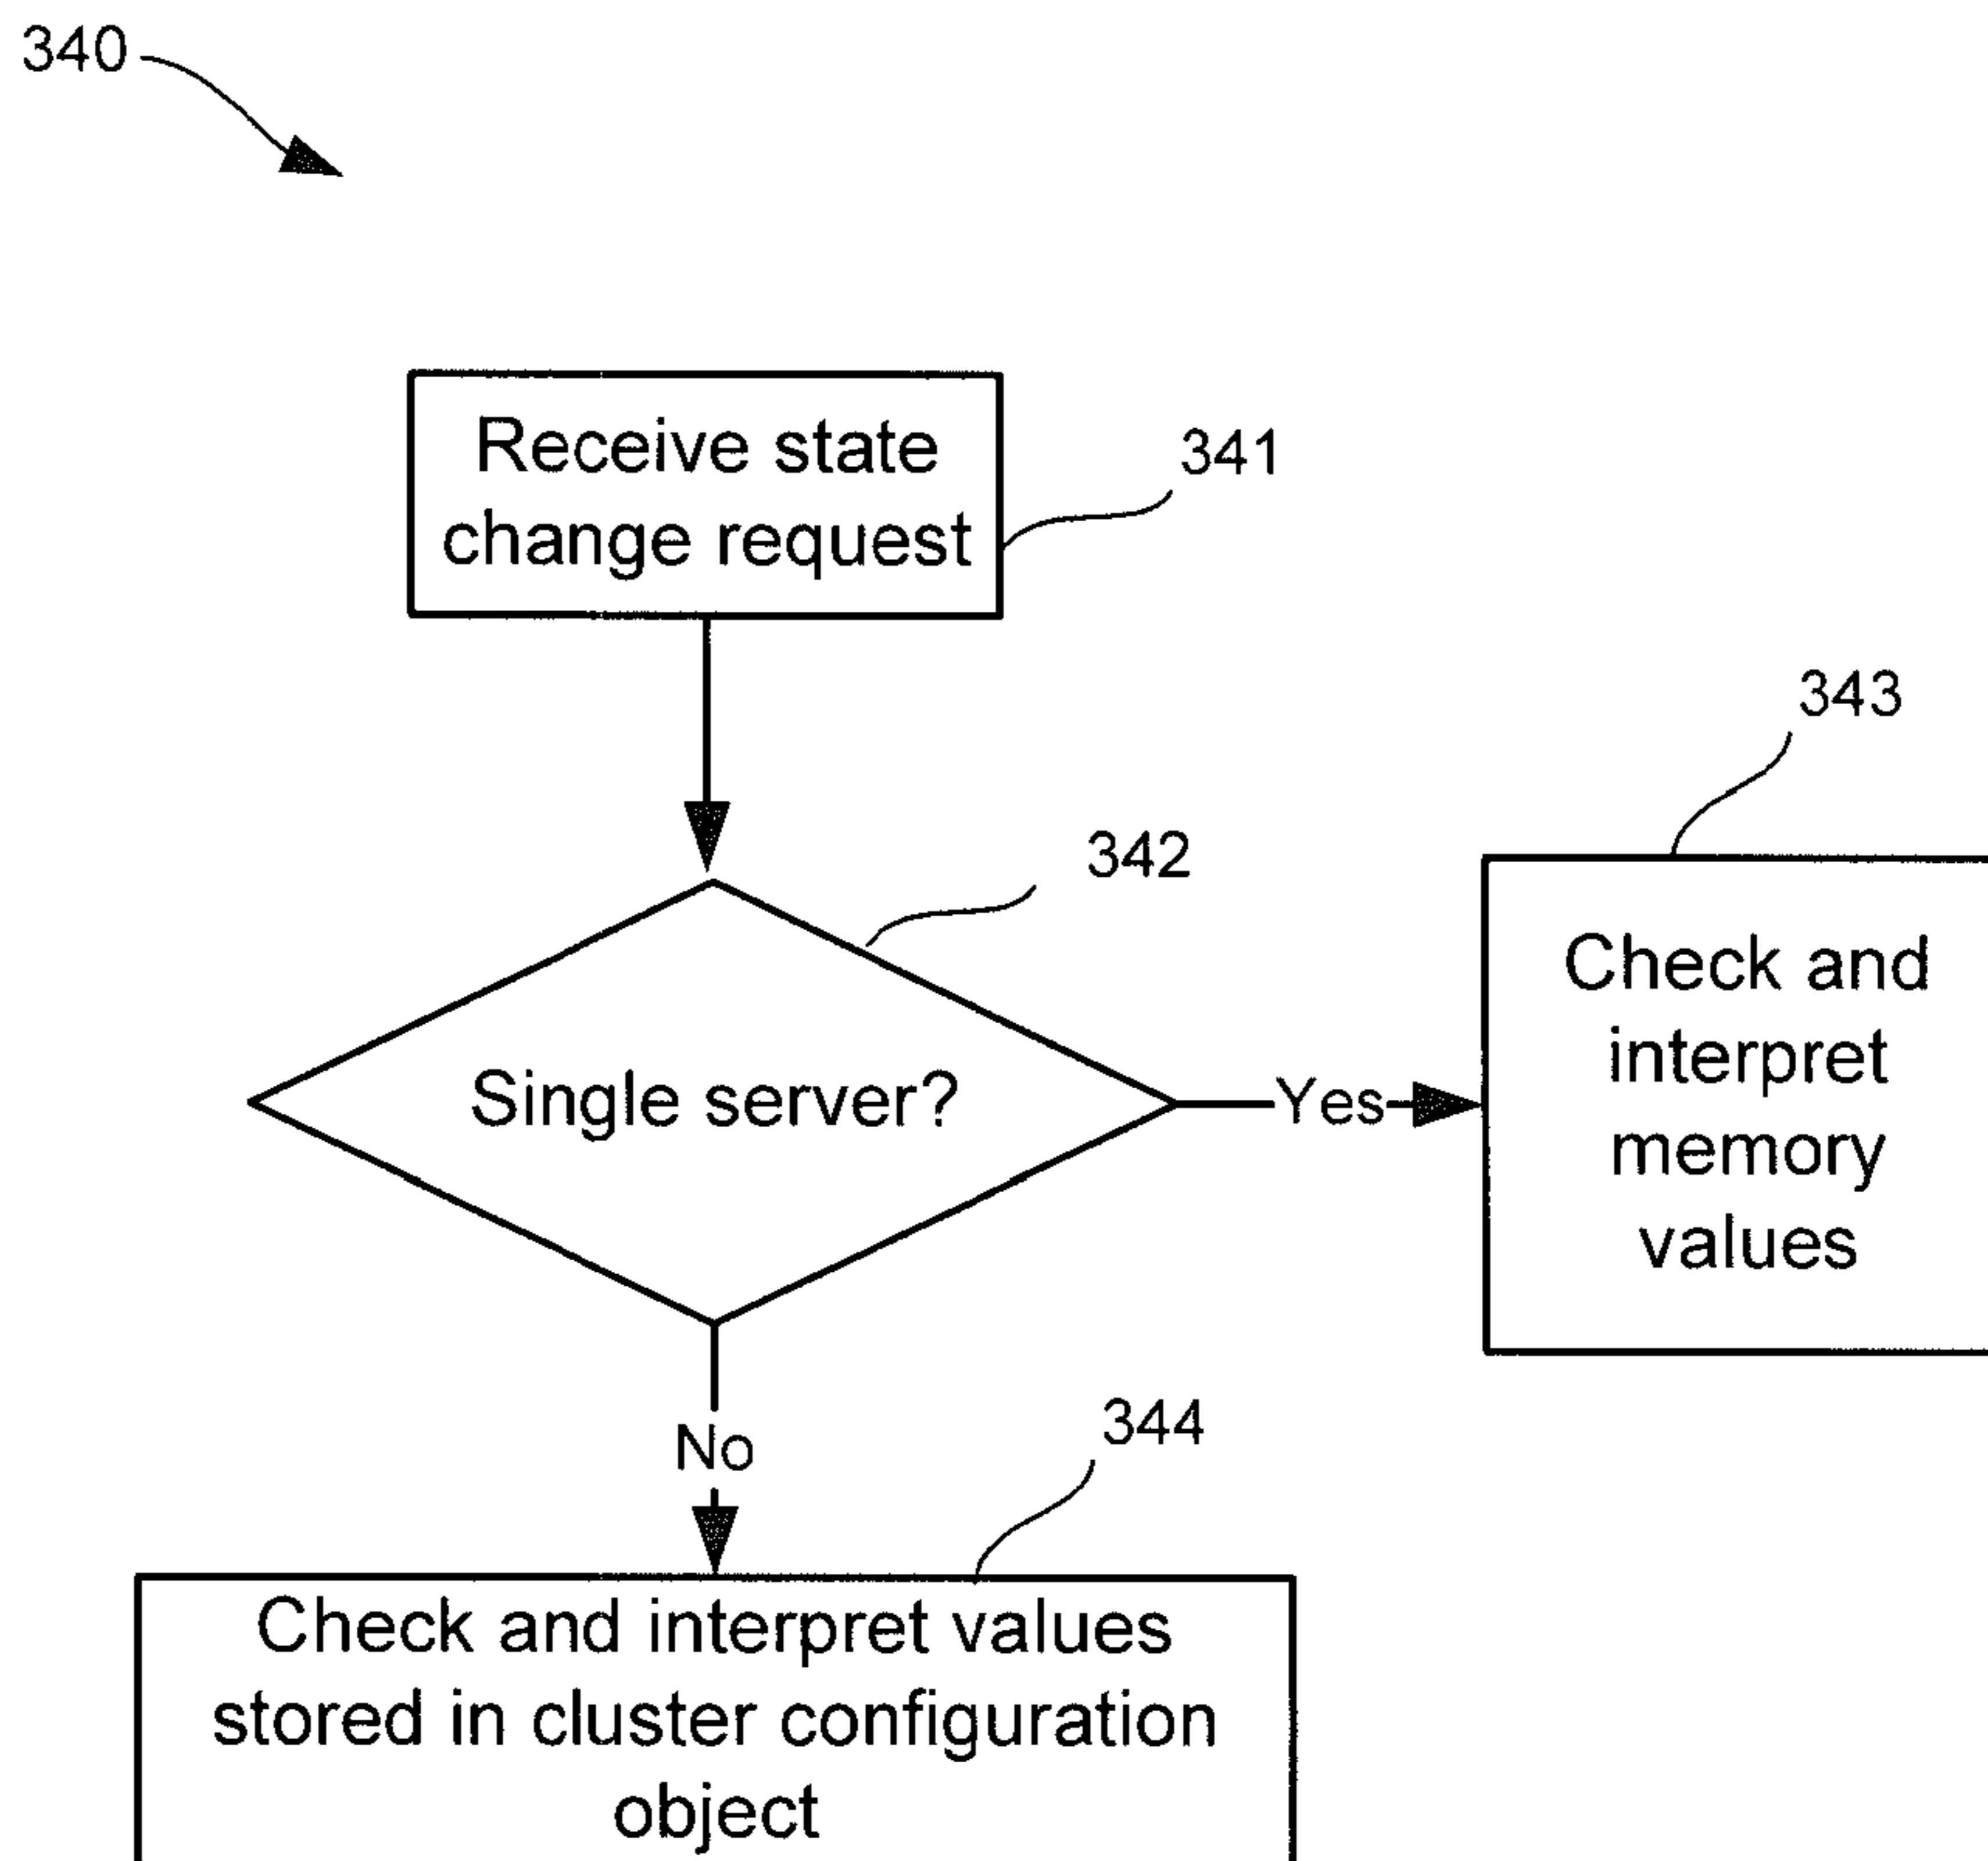 340
Receive state
change request
341
343
342
Check and
interpret
memory
values
Single server?
Yes
344
No
Check and interpret values
stored in cluster configuration
object